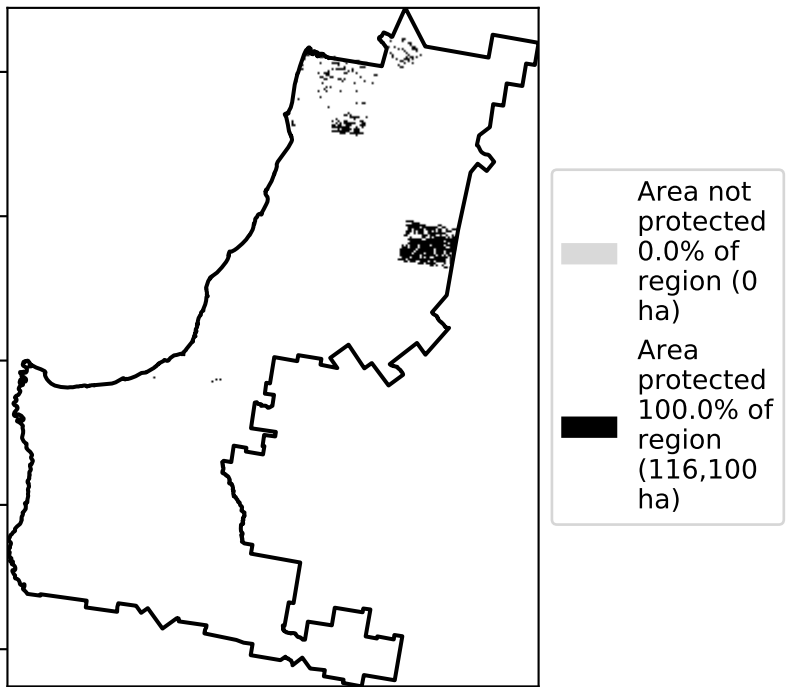 Area not
protected
0.0% of
region (0
ha)
Area
protected
100.0% of
region
(116,100
ha)